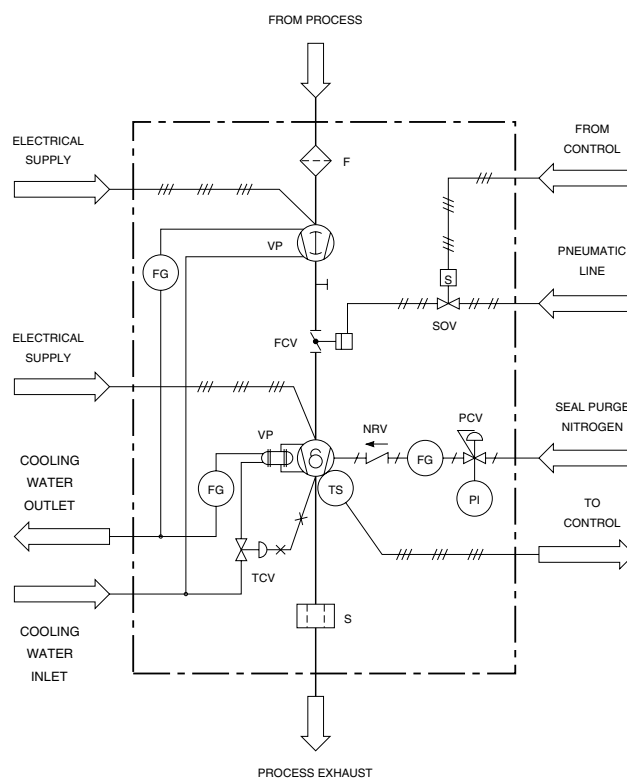 FROM PROCESS
ELECTRICAL
SUPPLY
FROM
CONTROL
F
VP
FG
S
PNEUMATIC
LINE
SOV
FCV
ELECTRICAL
SUPPLY
NRV
PCV
SEAL PURGE
NITROGEN
VP
COOLING
WATER
OUTLET
FG
FG
TS
PI
TO
CONTROL
TCV
S
COOLING
WATER
INLET
PROCESS EXHAUST